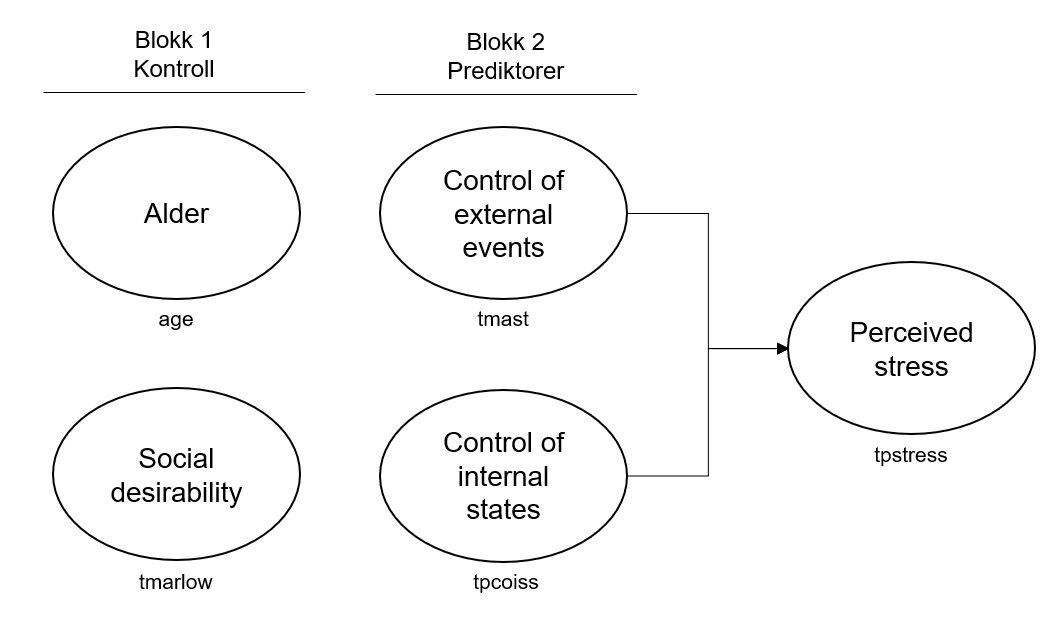 Blokk 1
Kontroll
Blokk 2
Prediktorer
Alder
age
Control of
external
events
tmast
Social
desirability
tmarlow
Control of
internal
states
tpcoiss
Perceived
stress
tpstress